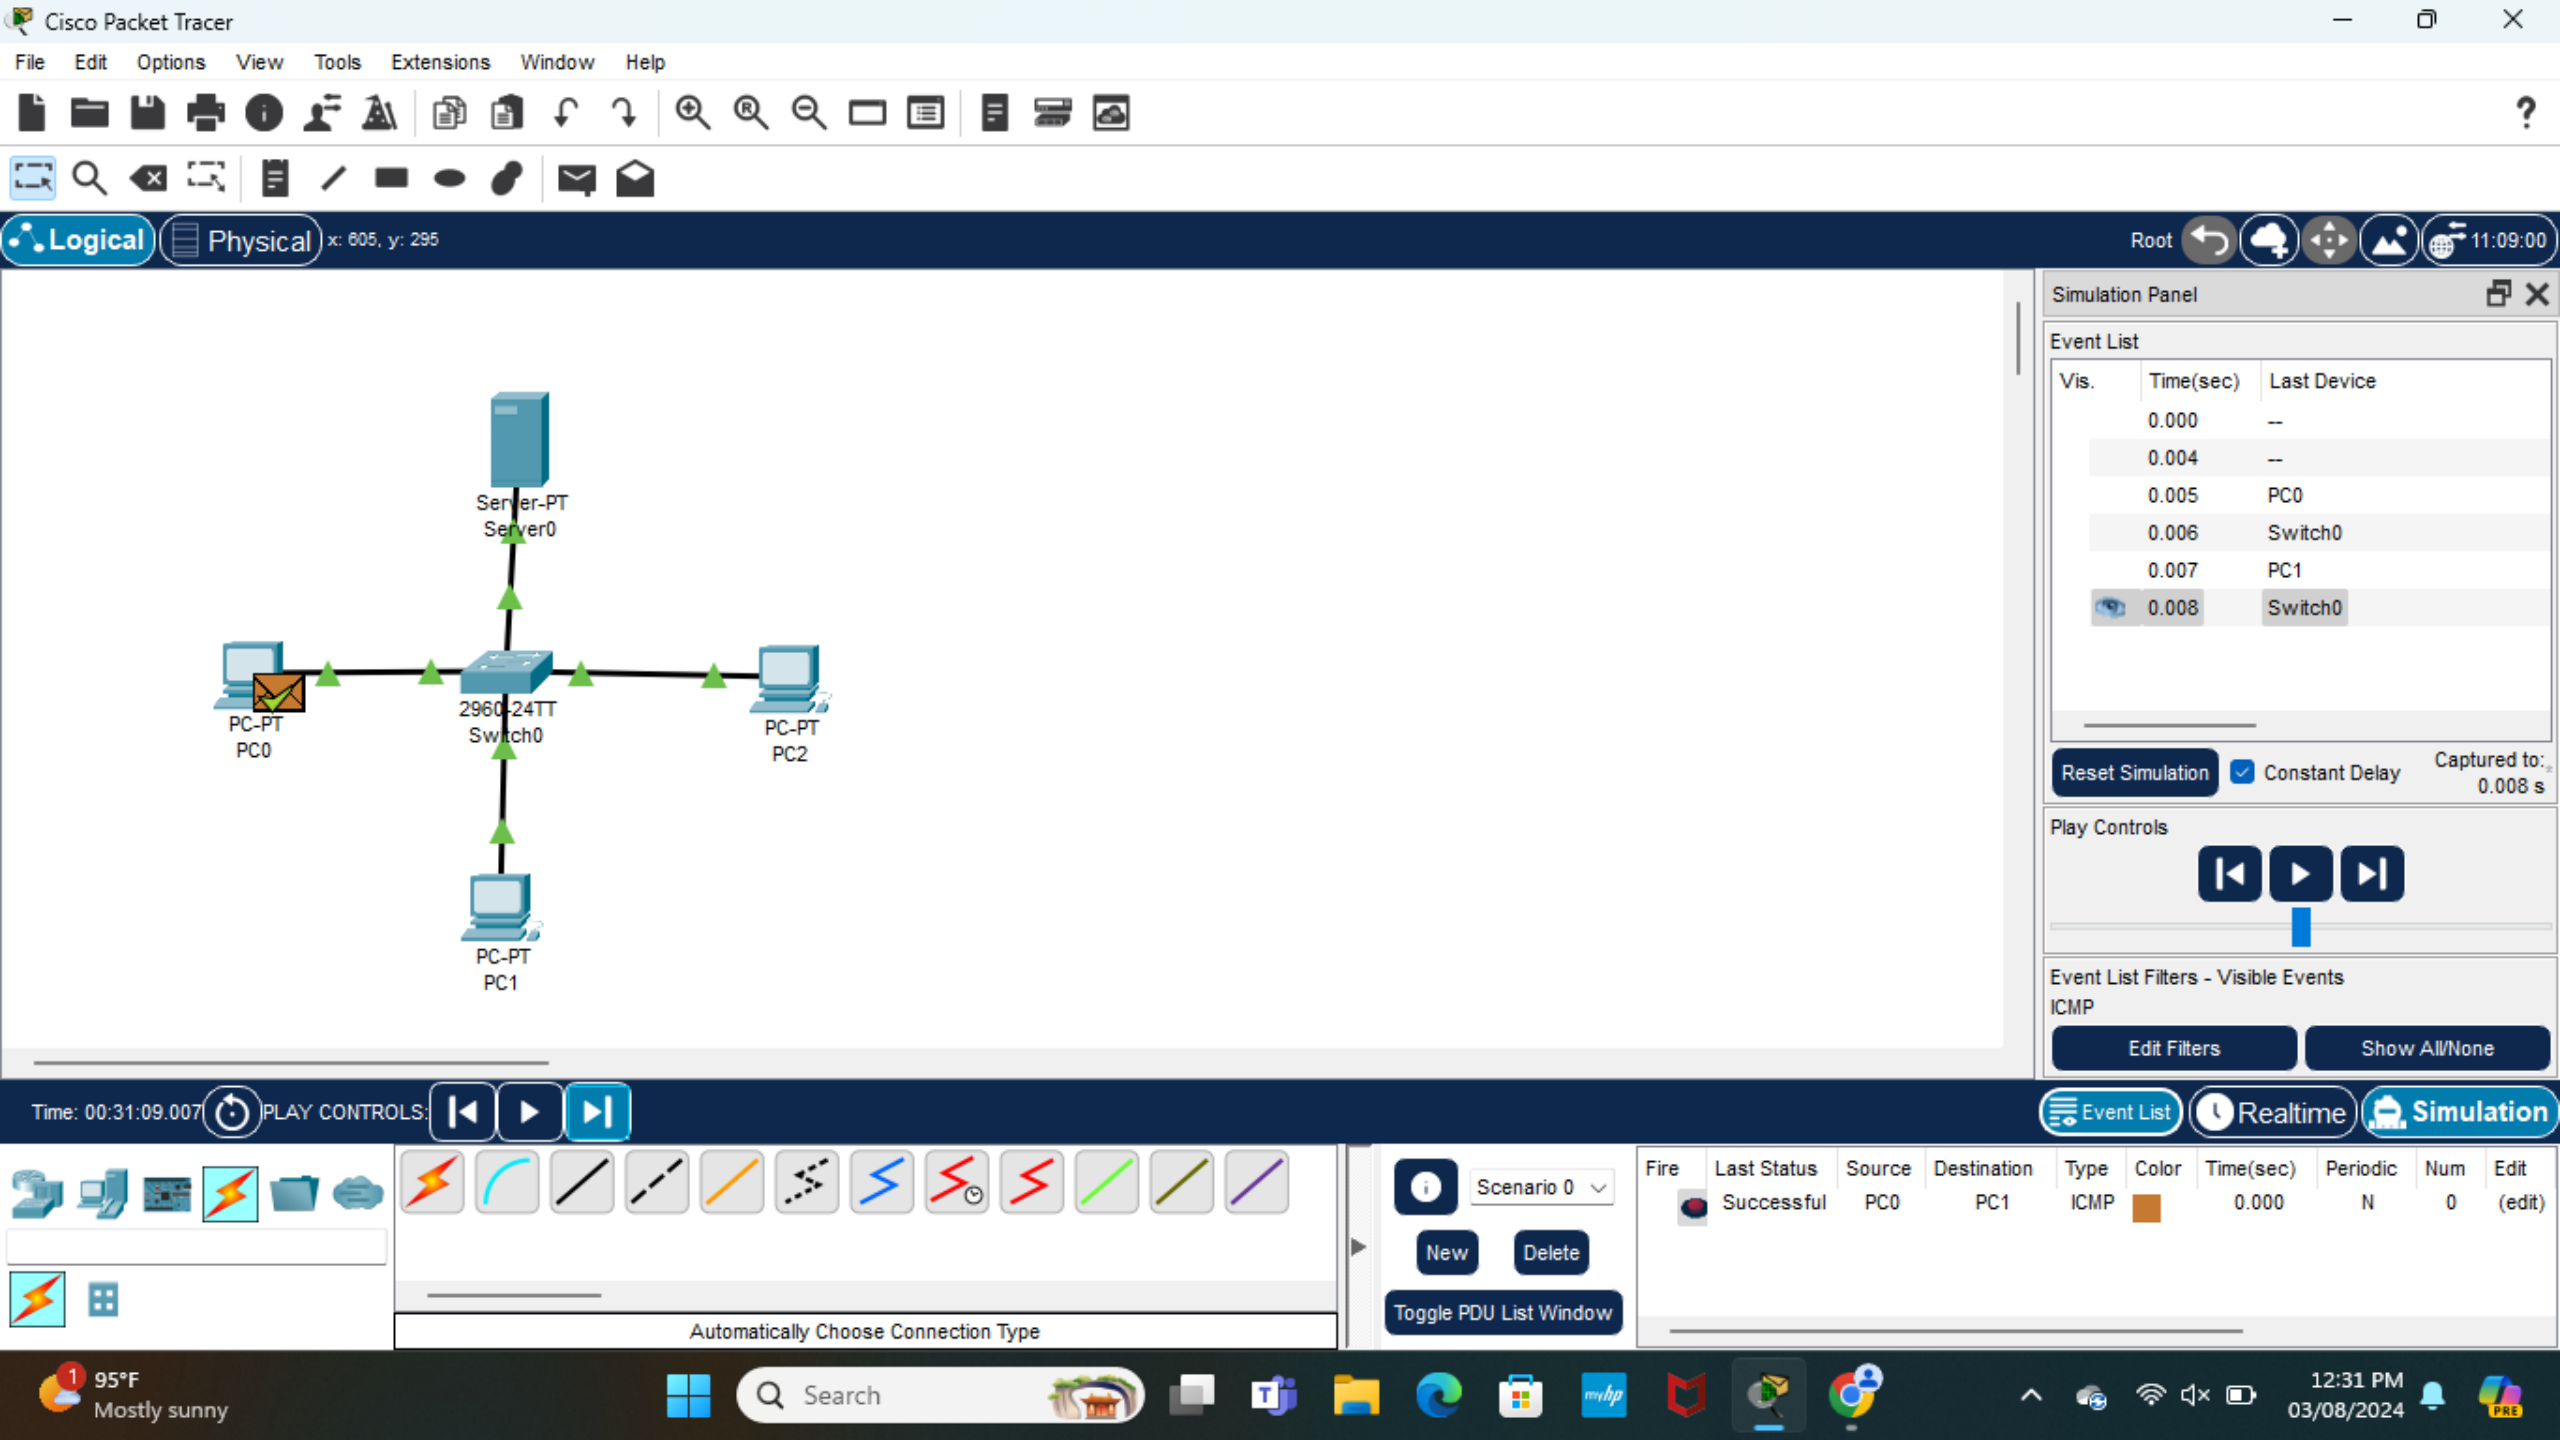 Cisco Packet Tracer
File Edit Options View Tools Extensions Window Help
Logical Physical x: 605, y: 295 Root 11:09:00
Simulation Panel
Event List
Vis. Time(sec) Last Device
0.000 --
0.004 --
0.005 PC0
0.006 Switch0
0.007 PC1
0.008 Switch0
Reset Simulation Constant Delay Captured to:
0.008 s
Play Controls
Event List Filters - Visible Events
ICMP
Edit Filters Show All/None
Server-PT
Server0
PC-PT
PC0
2960-24TT
Switch0
PC-PT
PC2
PC-PT
PC1
Time: 00:31:09.007 PLAY CONTROLS:
Event List Realtime Simulation
Scenario 0
New Delete
Toggle PDU List Window
Fire Last Status Source Destination Type Color Time(sec) Periodic Num Edit
Successful PC0 PC1 ICMP 0.000 N 0 (edit)
Automatically Choose Connection Type
1
95°F
Mostly sunny
Search
myhp
PRE
12:31 PM
03/08/2024